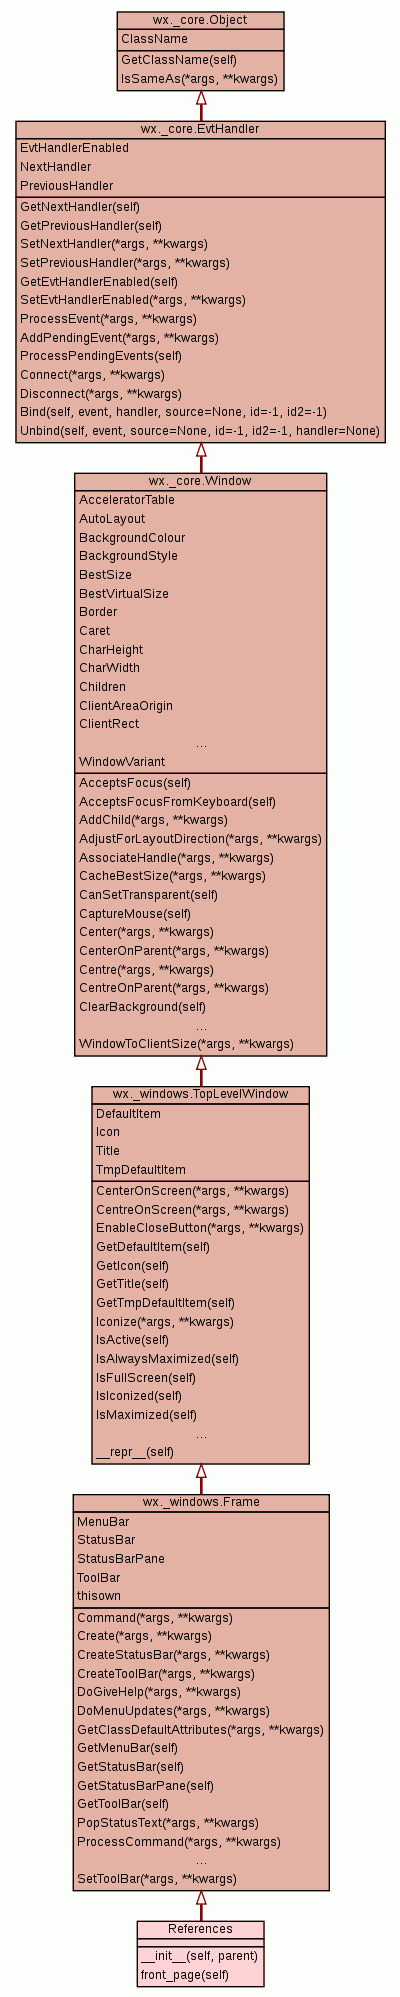 wx._core.Object
ClassName
GetClassName(self)
IsSameAs(*args, **kwargs)
wx._core.EvtHandler
EvtHandlerEnabled
NextHandler
PreviousHandler
GetNextHandler(self)
GetPreviousHandler(self)
SetNextHandler(*args, **kwargs)
SetPreviousHandler(*args, **kwargs)
GetEvtHandlerEnabled(self)
SetEvtHandlerEnabled(*args, **kwargs)
ProcessEvent(*args, **kwargs)
AddPendingEvent(*args, **kwargs)
ProcessPendingEvents(self)
Connect(*args, **kwargs)
Disconnect(*args, **kwargs)
Bind(self, event, handler, source=None, id=-1, id2=-1)
Unbind(self, event, source=None, id=-1, id2=-1, handler=None)
wx._core.Window
AcceleratorTable
AutoLayout
BackgroundColour
BackgroundStyle
BestSize
BestVirtualSize
Border
Caret
CharHeight
CharWidth
Children
ClientAreaOrigin
ClientRect
...
WindowVariant
AcceptsFocus(self)
AcceptsFocusFromKeyboard(self)
AddChild(*args, **kwargs)
AdjustForLayoutDirection(*args, **kwargs)
AssociateHandle(*args, **kwargs)
CacheBestSize(*args, **kwargs)
CanSetTransparent(self)
CaptureMouse(self)
Center(*args, **kwargs)
CenterOnParent(*args, **kwargs)
Centre(*args, **kwargs)
CentreOnParent(*args, **kwargs)
ClearBackground(self)
...
WindowToClientSize(*args, **kwargs)
wx._windows.TopLevelWindow
DefaultItem
Icon
Title
TmpDefaultItem
CenterOnScreen(*args, **kwargs)
CentreOnScreen(*args, **kwargs)
EnableCloseButton(*args, **kwargs)
GetDefaultItem(self)
GetIcon(self)
GetTitle(self)
GetTmpDefaultItem(self)
Iconize(*args, **kwargs)
IsActive(self)
IsAlwaysMaximized(self)
IsFullScreen(self)
IsIconized(self)
IsMaximized(self)
...
__repr__(self)
wx._windows.Frame
MenuBar
StatusBar
StatusBarPane
ToolBar
thisown
Command(*args, **kwargs)
Create(*args, **kwargs)
CreateStatusBar(*args, **kwargs)
CreateToolBar(*args, **kwargs)
DoGiveHelp(*args, **kwargs)
DoMenuUpdates(*args, **kwargs)
GetClassDefaultAttributes(*args, **kwargs)
GetMenuBar(self)
GetStatusBar(self)
GetStatusBarPane(self)
GetToolBar(self)
PopStatusText(*args, **kwargs)
ProcessCommand(*args, **kwargs)
...
SetToolBar(*args, **kwargs)
References
__init__(self, parent)
front_page(self)